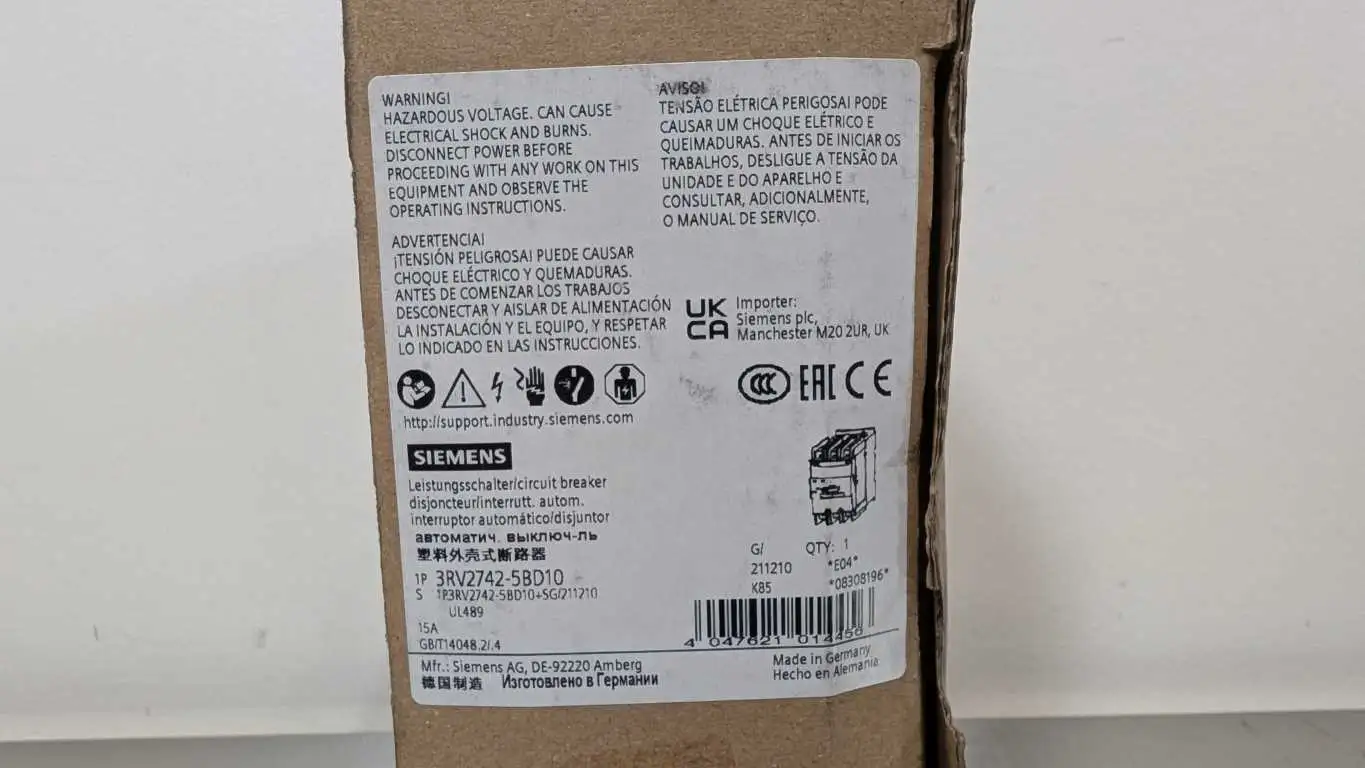 WARNING!
HAZARDOUS VOLTAGE. CAN CAUSE
ELECTRICAL SHOCK AND BURNS.
DISCONNECT POWER BEFORE
PROCEEDING WITH ANY WORK ON THIS
EQUIPMENT AND OBSERVE THE
OPERATING INSTRUCTIONS.
AVISO!
TENSÃO ELÉTRICA PERIGOSA! PODE
CAUSAR UM CHOQUE ELÉTRICO E
QUEIMADURAS. ANTES DE INICIAR OS
TRABALHOS, DESLIGUE A TENSÃO DA
UNIDADE E DO APARELHO E
CONSULTAR, ADICIONALMENTE,
O MANUAL DE SERVIÇO.
ADVERTENCIA!
¡TENSIÓN PELIGROSA! PUEDE CAUSAR
CHOQUE ELÉCTRICO Y QUEMADURAS.
ANTES DE COMENZAR LOS TRABAJOS
DESCONECTAR Y AISLAR DE ALIMENTACIÓN
LA INSTALACIÓN Y EL EQUIPO, Y RESPETAR
LO INDICADO EN LAS INSTRUCCIONES.
UK
CA
Importer:
Siemens plc,
Manchester M20 2UR, UK
CCC EAC CE
http://support.industry.siemens.com
SIEMENS
Leistungsschalter/circuit breaker
disjoncteur/interrutt. autom.
interruptor automático/disjuntor
автоматич. выключ-ль
塑料外壳式断路器
1P 3RV2742-5BD10
S 1P3RV2742-5BD10+SG/211210
UL489
15A
GB/T14048.2/.4
G/ QTY: 1
211210 *E04*
K85 *08308196*
4 047621 014456
Mfr.: Siemens AG, DE-92220 Amberg
德国制造 Изготовлено в Германии
Made in Germany
Hecho en Alemania